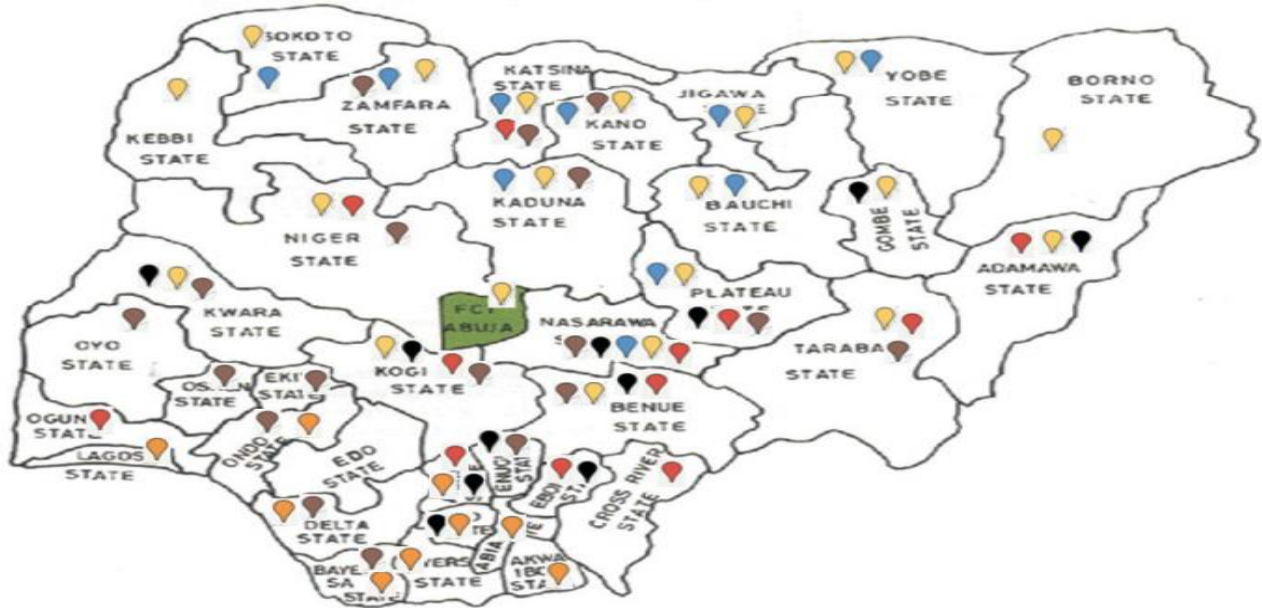 SOKOTO
STATE
ZAMFARA
STATE
KEBBI
STATE
KATSINA
STATE
KANO
STATE
JIGAWA
YOBE
STATE
BORNO
STATE
KADUNA
STATE
BAUCHI
STATE
GOMBE
STATE
ADAMAWA
STATE
NIGER
STATE
PLATEAU
ABUJA
NASARAWA
TARABA
STATE
KWARA
STATE
OYO
STATE
KOGI
STATE
STATE
STATE
BENUE
STATE
OGUN
LAGOS
STATE
ONDO
EDO
STATE
CROSS RIVER
STATE
DELTA
STATE
ABIA
STATE
AKWA